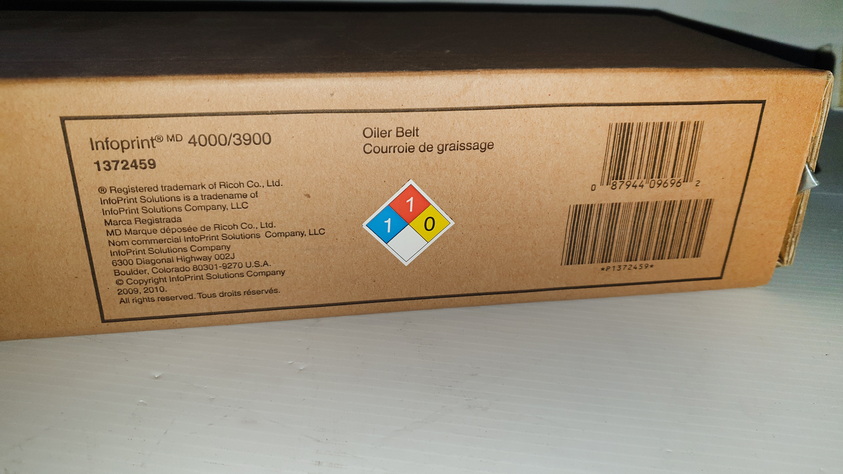 Infoprint® MD 4000/3900
1372459
® Registered trademark of Ricoh Co., Ltd.
InfoPrint Solutions is a tradename of
InfoPrint Solutions Company, LLC
Marca Registrada
MD Marque déposée de Ricoh Co., Ltd.
Nom commercial InfoPrint Solutions Company, LLC
InfoPrint Solutions Company
6300 Diagonal Highway 002J
Boulder, Colorado 80301-9270 U.S.A.
© Copyright InfoPrint Solutions Company
2009, 2010.
All rights reserved. Tous droits réservés.
Oiler Belt
Courroie de graissage
1
1 0
0 87944 09696 2
*P1372459*